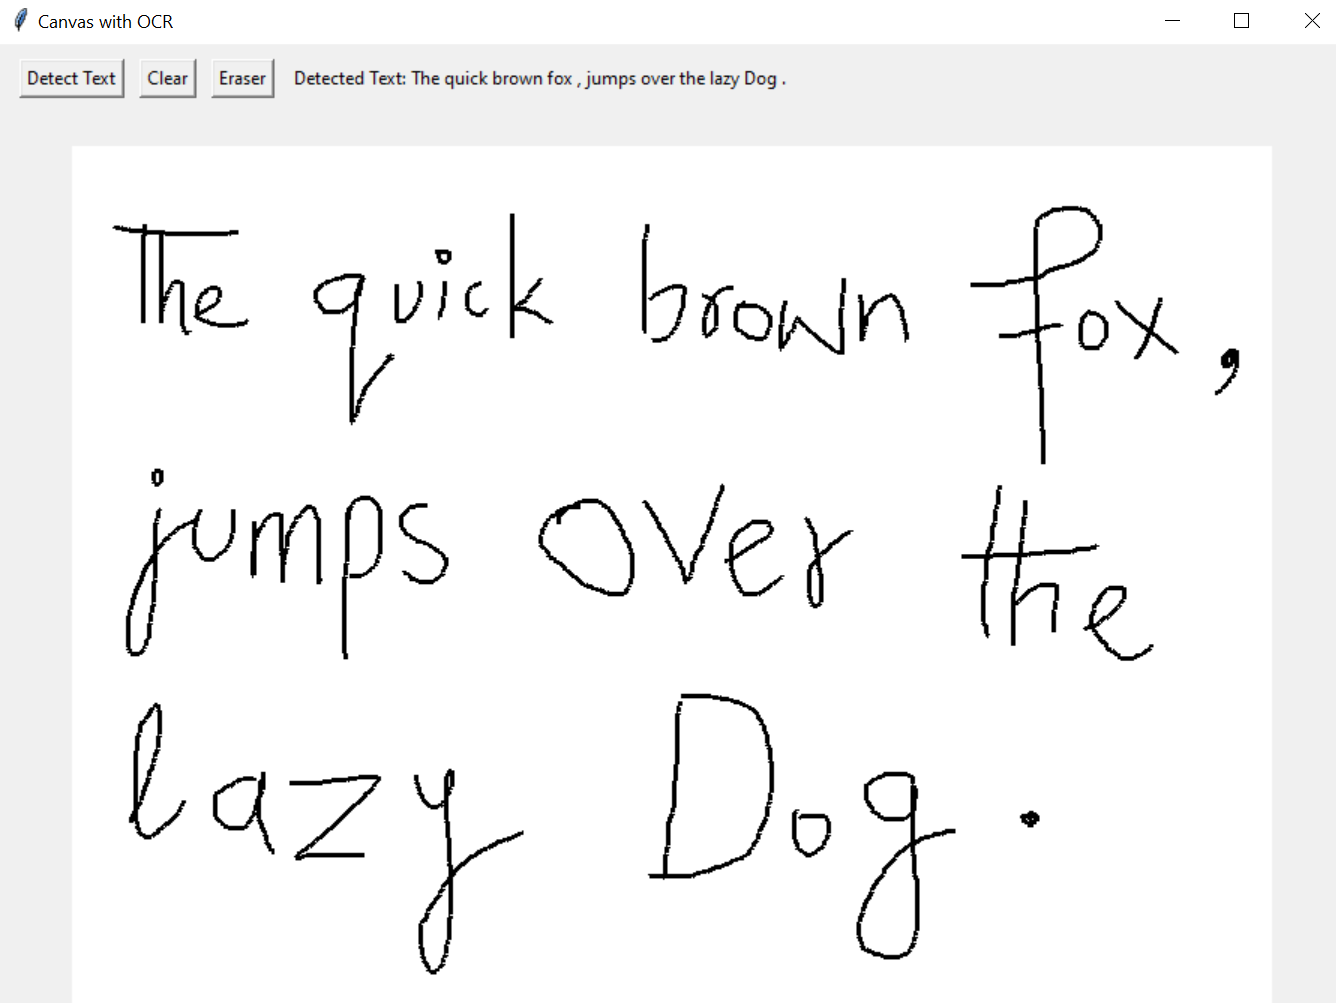 Canvas with OCR
Detect Text Clear Eraser Detected Text: The quick brown fox , jumps over the lazy Dog .
The quick brown fox,
jumps over the
lazy Dog .